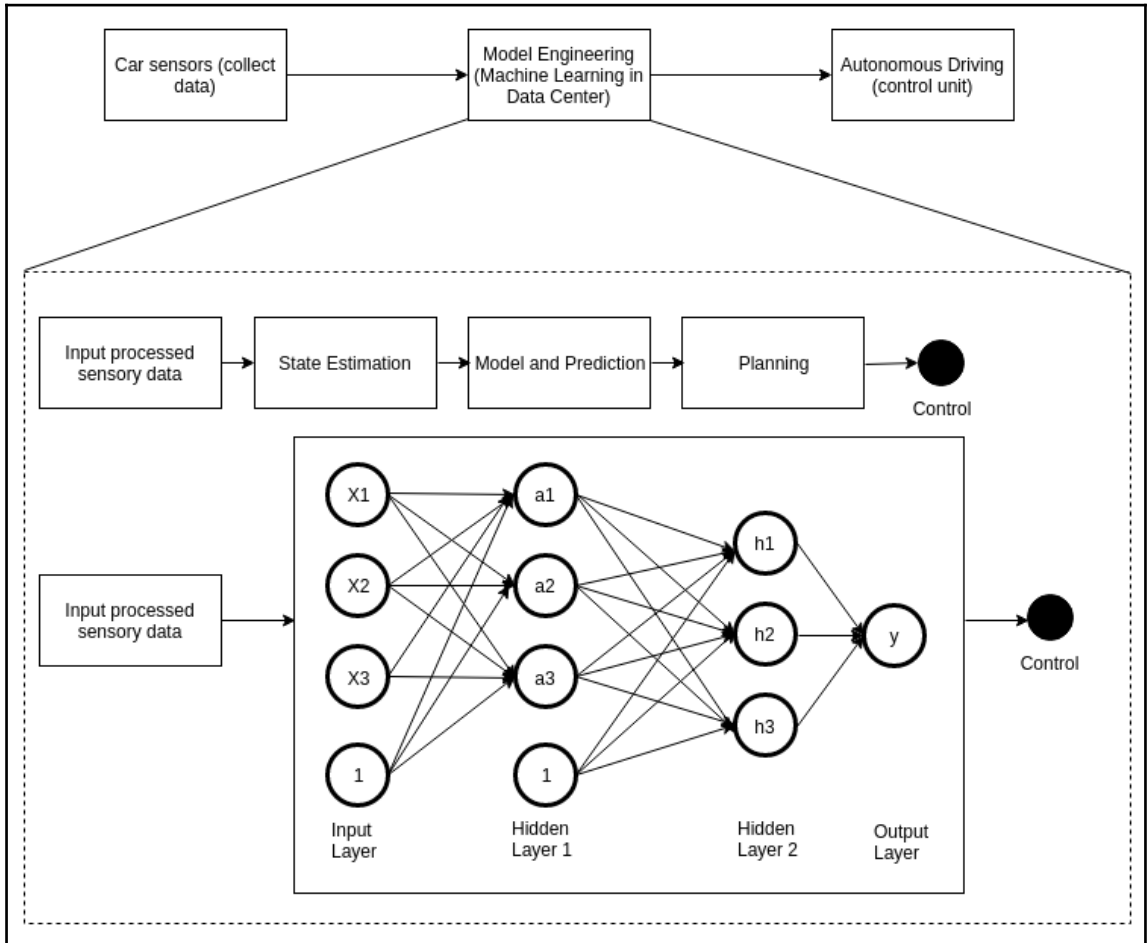 Car sensors (collect
data)
Model Engineering
(Machine Learning in
Data Center)
Autonomous Driving
(control unit)
Input processed
sensory data
State Estimation
Model and Prediction
Planning
Control
Input processed
sensory data
X1
X2
X3
1
a1
a2
a3
1
h1
h2
h3
y
Input
Layer
Hidden
Layer 1
Hidden
Layer 2
Output
Layer
Control